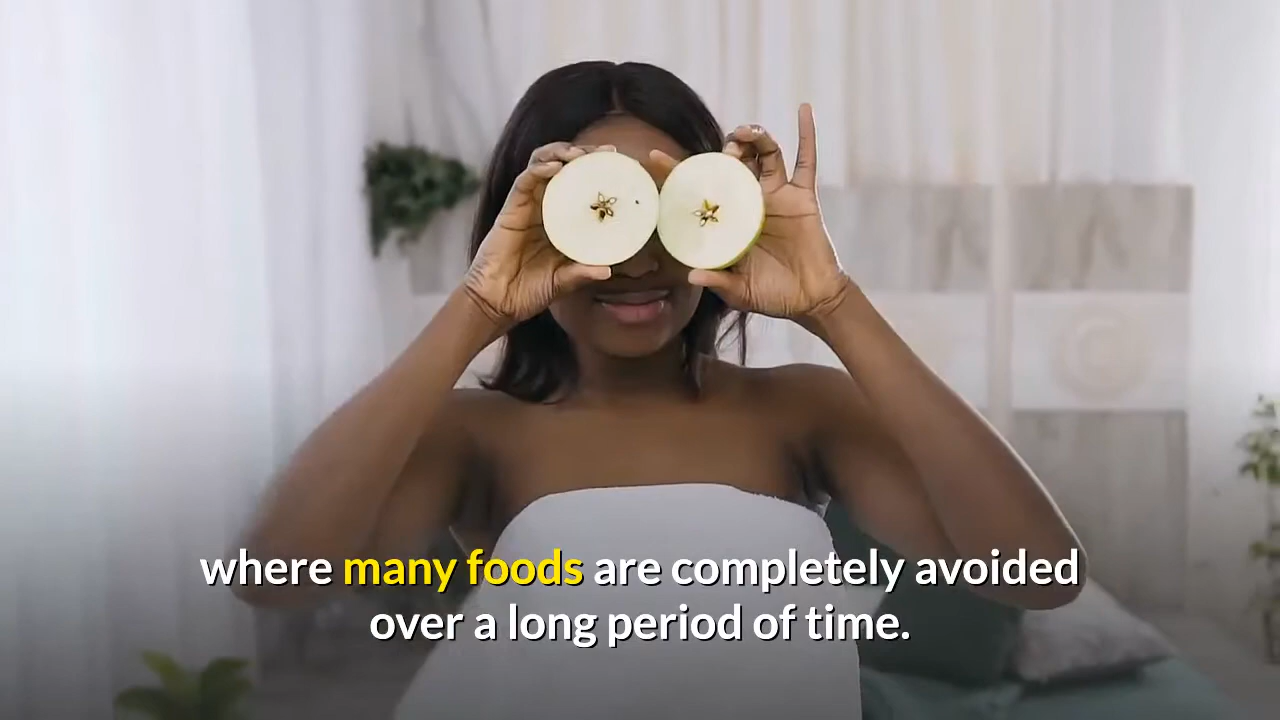 where many foods are completely avoided
over a long period of time.